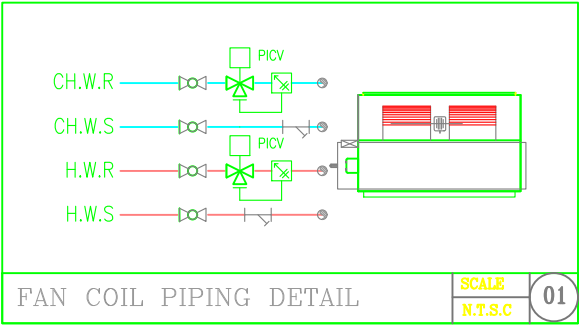 PICV
CH.W.R
CH.W.S
PICV
H.W.R
H.W.S
FAN COIL PIPING DETAIL
SCALE
N.T.S.C
01